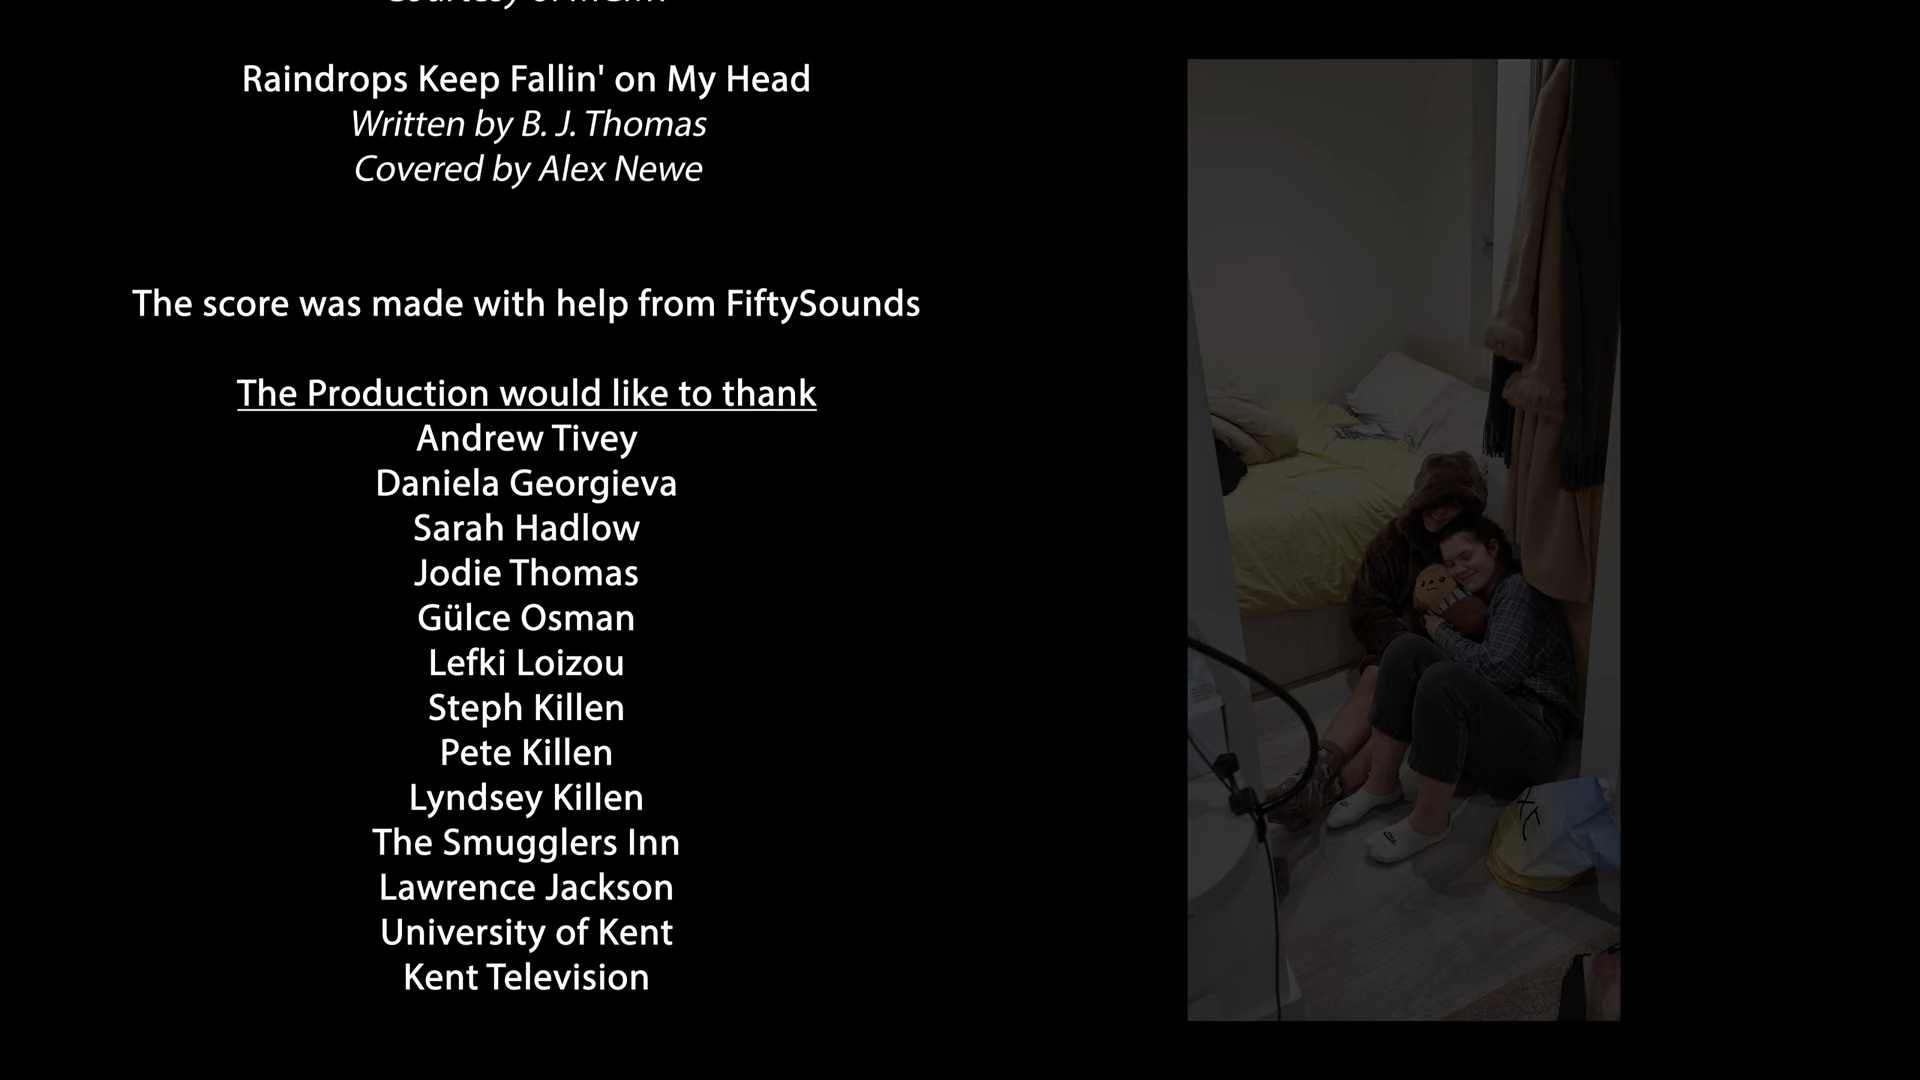 Raindrops Keep Fallin' on My Head
Written by B. J. Thomas
Covered by Alex Newe
The score was made with help from FiftySounds
The Production would like to thank
Andrew Tivey
Daniela Georgieva
Sarah Hadlow
Jodie Thomas
Gülce Osman
Lefki Loizou
Steph Killen
Pete Killen
Lyndsey Killen
The Smugglers Inn
Lawrence Jackson
University of Kent
Kent Television